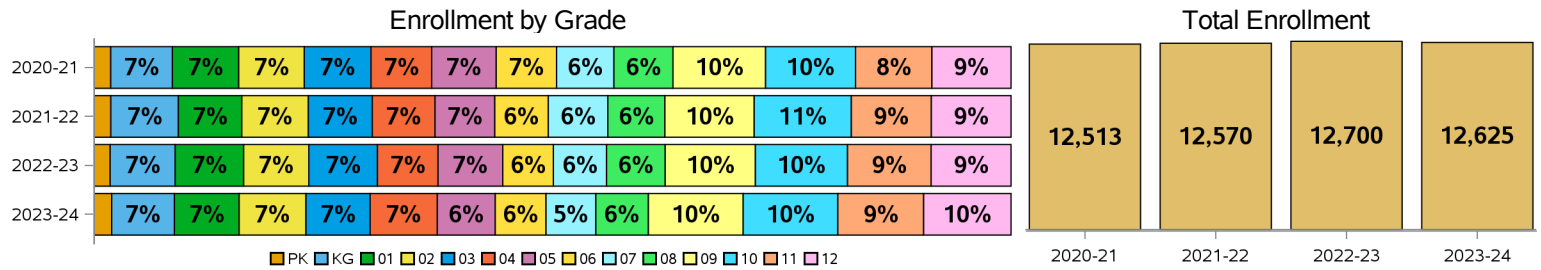 Enrollment by Grade
Total Enrollment
2020-21 7% 7% 7% 7% 7% 7% 7% 6% 6% 10% 10% 8% 9%
2021-22 7% 7% 7% 7% 7% 7% 6% 6% 6% 10% 11% 9% 9%
2022-23 7% 7% 7% 7% 7% 7% 6% 6% 6% 10% 10% 9% 9%
2023-24 7% 7% 7% 7% 7% 6% 6% 5% 6% 10% 10% 9% 10%
PK KG 01 02 03 04 05 06 07 08 09 10 11 12
12,513 12,570 12,700 12,625
2020-21 2021-22 2022-23 2023-24